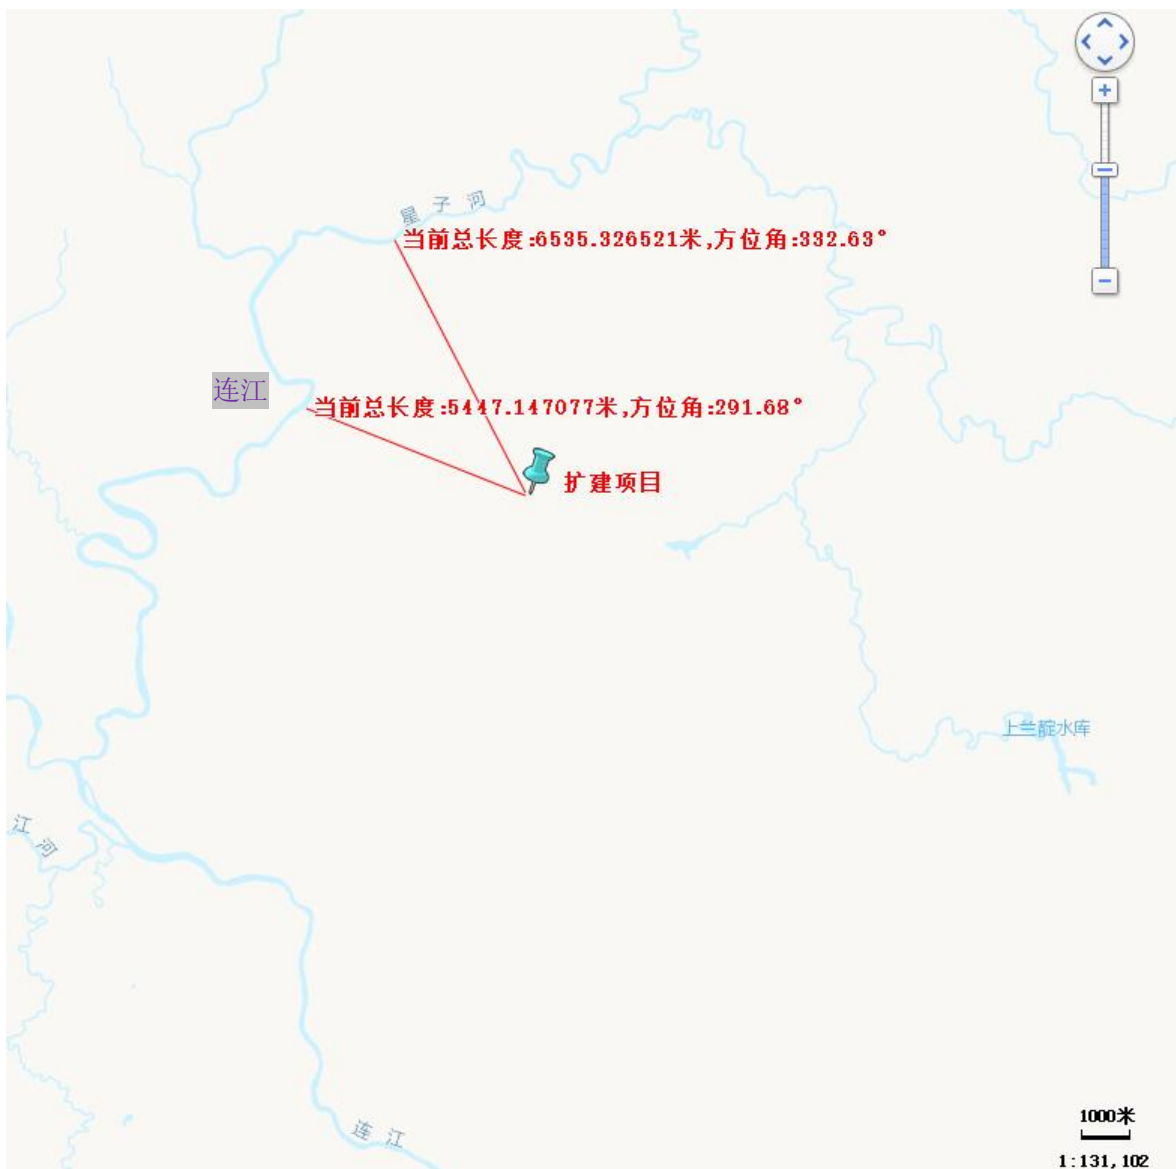 星子河
当前总长度:6535.326521米,方位角:332.63°
连江
当前总长度:5447.147077米,方位角:291.68°
扩建项目
上兰靛水库
江河
连江
1000米
1:131,102